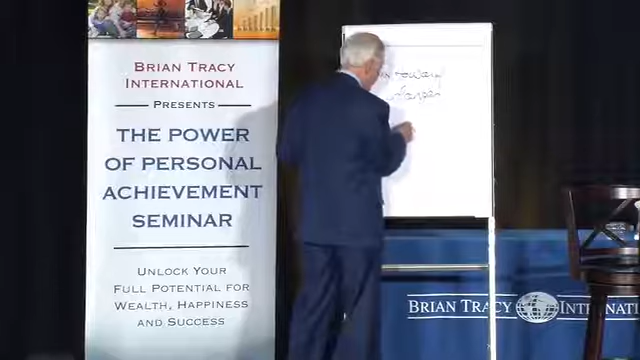 BRIAN TRACY
INTERNATIONAL
PRESENTS
THE POWER
OF PERSONAL
ACHIEVEMENT
SEMINAR
UNLOCK YOUR
FULL POTENTIAL FOR
WEALTH, HAPPINESS
AND SUCCESS
BRIAN TRACY